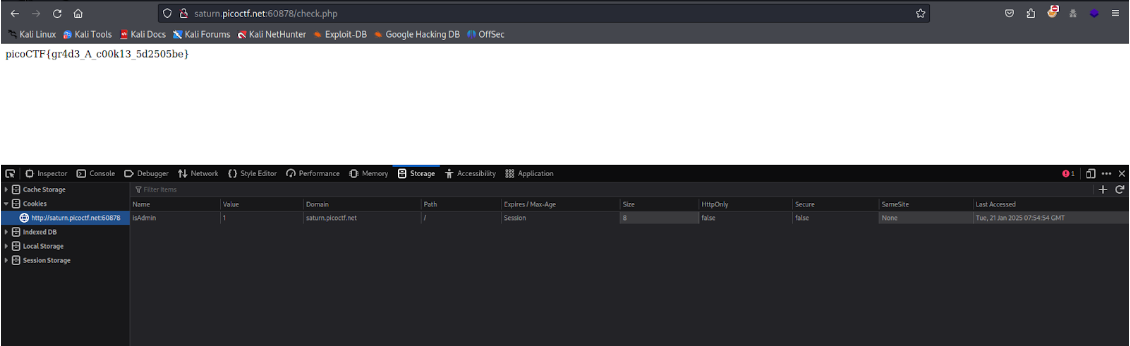 saturn.picoctf.net:60878/check.php
Kali Linux Kali Tools Kali Docs Kali Forums Kali NetHunter Exploit-DB Google Hacking DB OffSec
picoCTF{gr4d3_A_c00k13_5d2505be}
Inspector Console Debugger Network Style Editor Performance Memory Storage Accessibility Application 1
Cache Storage Filter Items
Cookies Name Value Domain Path Expires / Max-Age Size HttpOnly Secure SameSite Last Accessed
http://saturn.picoctf.net:60878 isAdmin 1 saturn.picoctf.net / Session 8 false false None Tue, 21 Jan 2025 07:54:54 GMT
Indexed DB
Local Storage
Session Storage